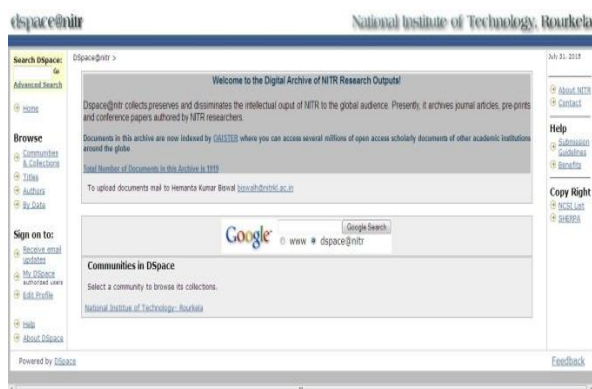 dspace@nitr
National Institute of Technology, Rourkela
Search DSpace:
Go
Advanced Search
Home
Browse
Communities
& Collections
Titles
Authors
By Date
Sign on to:
Receive email
updates
My DSpace
authorized users
Edit Profile
Help
About DSpace
DSpace@nitr >
Welcome to the Digital Archive of NITR Research Outputs!
Dspace@nitr collects,preserves and dissiminates the intellectual ouput of NITR to the global audience. Presently, it archives journal articles, pre-prints
and conference papers authored by NITR researchers.
Documents in this archive are now indexed by OAISTER where you can access several millions of open access scholarly documents of other academic institutions
around the globe
Total Number of Documents in this Archive is 1919
To upload documents mail to Hemanta Kumar Biswal biswalh@nitrkl.ac.in
Google
Google Search
www dspace@nitr
Communities in DSpace
Select a community to browse its collections.
National Institue of Technology- Rourkela
July 31, 2015
About NITR
Contact
Help
Submission
Guidelines
Benefits
Copy Right
NCSI List
SHERPA
Powered by DSpace
Feedback